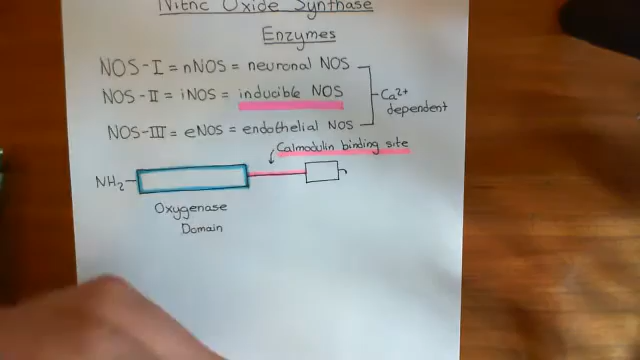 Nitric Oxide Synthase
Enzymes
NOS-I = nNOS = neuronal NOS
NOS-II = iNOS = inducible NOS
Ca2+
dependent
NOS-III = eNOS = endothelial NOS
Calmodulin binding site
NH2
Oxygenase
Domain